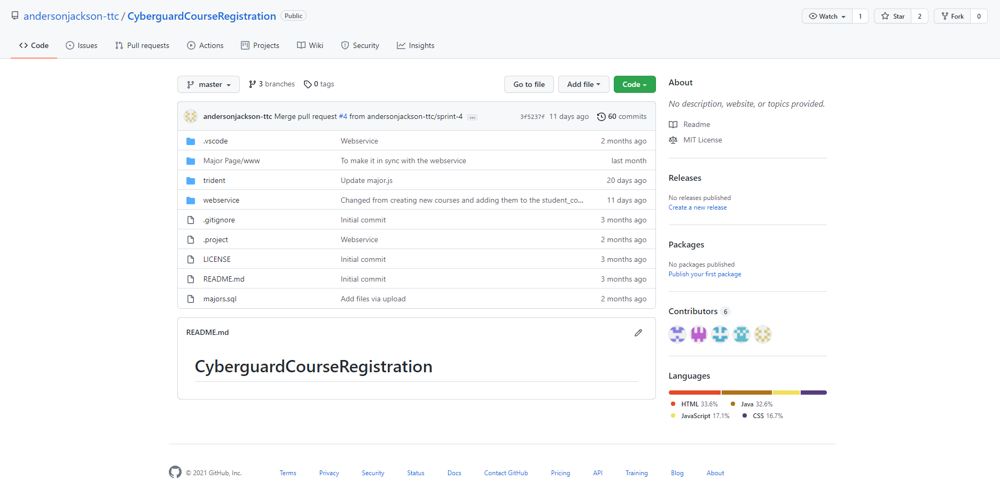 andersonjackson-ttc / CyberguardCourseRegistration Public
Watch 1 Star 2 Fork 0
Code Issues Pull requests Actions Projects Wiki Security Insights
master 3 branches 0 tags Go to file Add file Code
andersonjackson-ttc Merge pull request #4 from andersonjackson-ttc/sprint-4 ... 3f5237f 11 days ago 60 commits
.vscode Webservice 2 months ago
Major Page/www To make it in sync with the webservice last month
trident Update major.js 20 days ago
webservice Changed from creating new courses and adding them to the student_co... 11 days ago
.gitignore Initial commit 3 months ago
.project Webservice 2 months ago
LICENSE Initial commit 3 months ago
README.md Initial commit 3 months ago
majors.sql Add files via upload 2 months ago
README.md
CyberguardCourseRegistration
About
No description, website, or topics provided.
Readme
MIT License
Releases
No releases published
Create a new release
Packages
No packages published
Publish your first package
Contributors 6
Languages
HTML 33.6% Java 32.6%
JavaScript 17.1% CSS 16.7%
© 2021 GitHub, Inc. Terms Privacy Security Status Docs Contact GitHub Pricing API Training Blog About